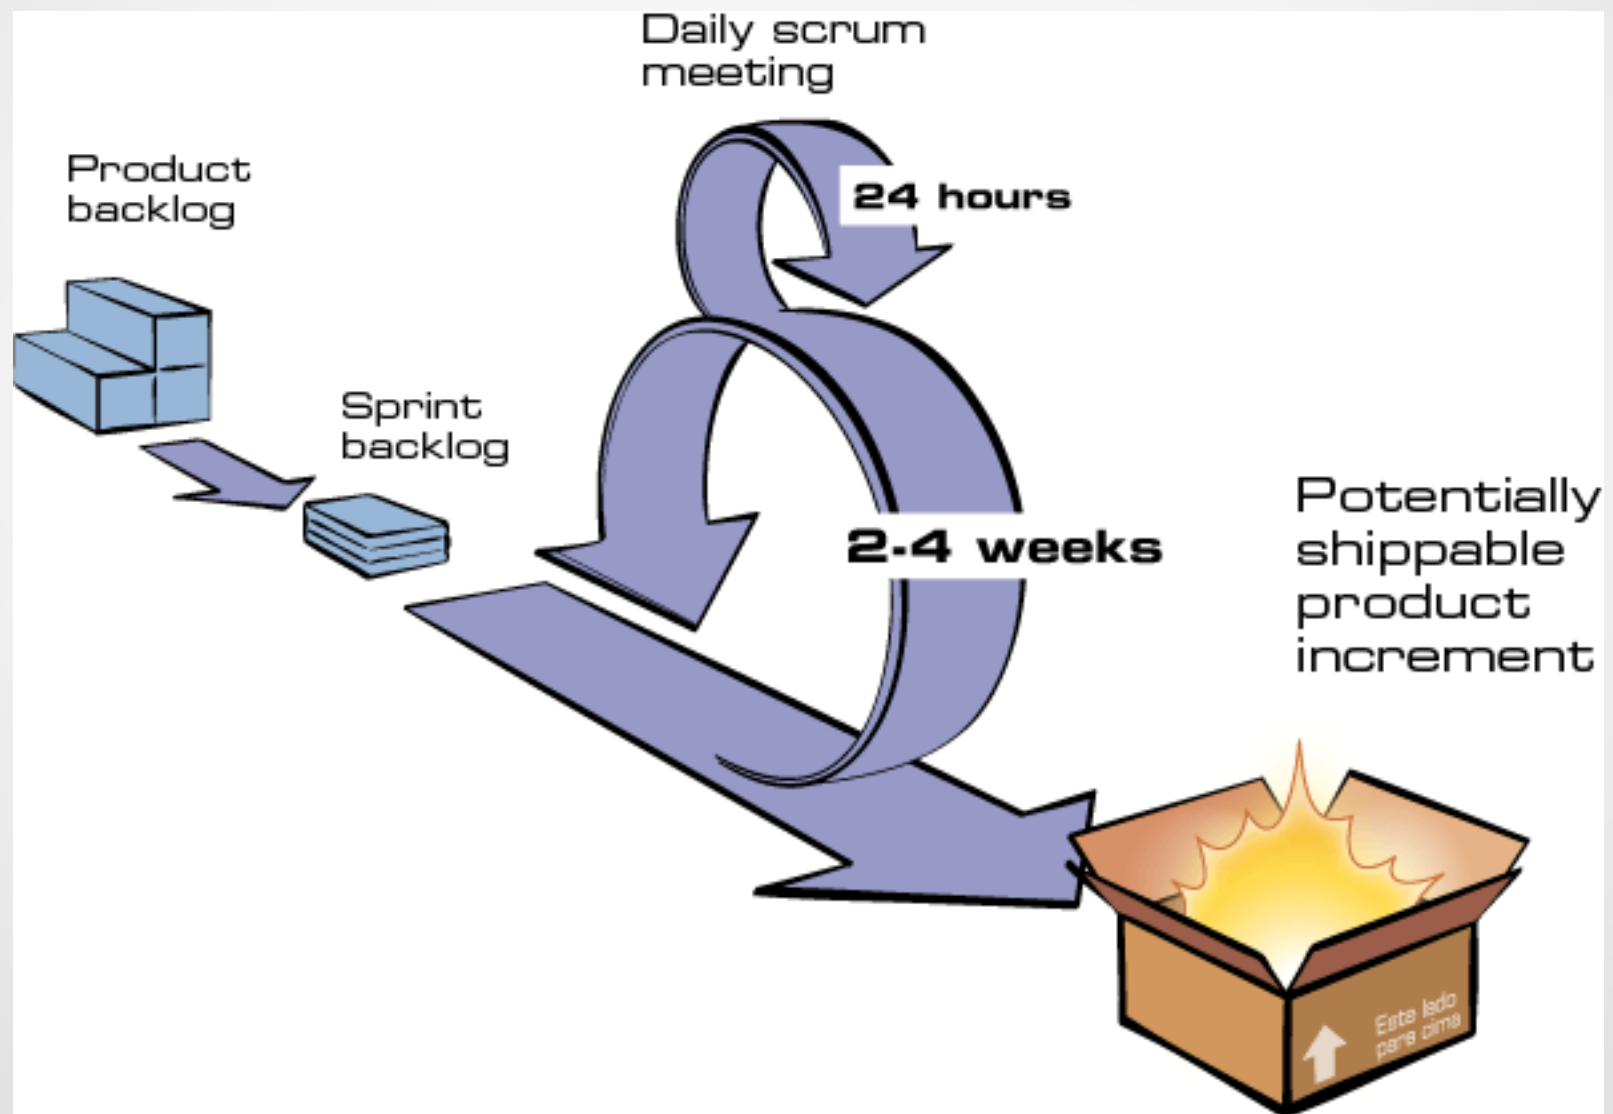 Daily scrum
meeting
Product
backlog
24 hours
Sprint
backlog
2-4 weeks
Potentially
shippable
product
increment
Este lado
para cima